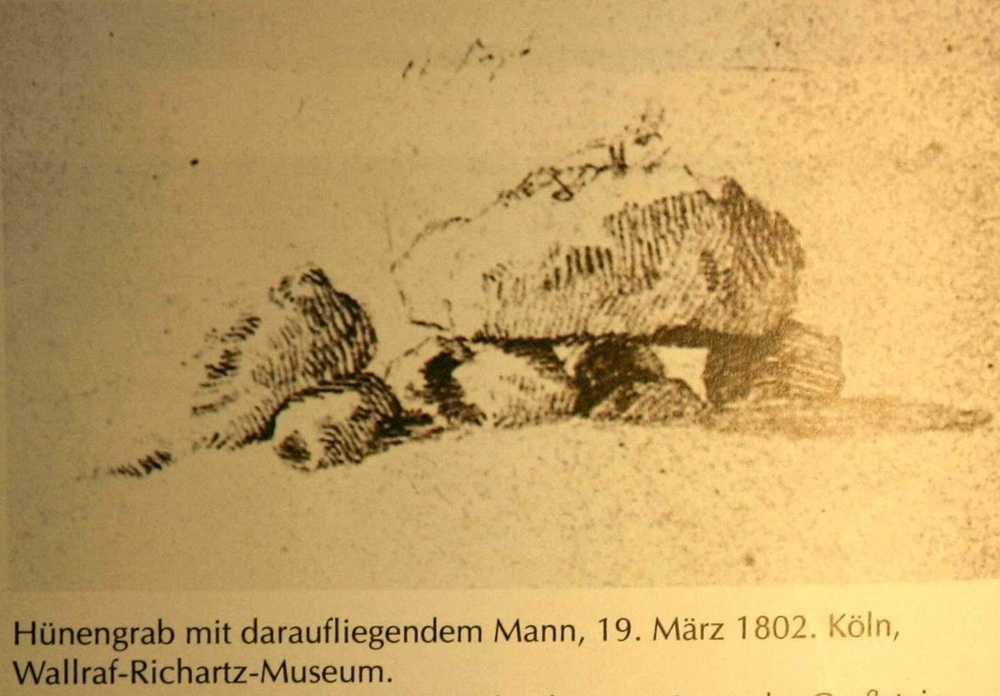 Hünengrab mit daraufliegendem Mann, 19. März 1802. Köln,
Wallraf-Richartz-Museum.